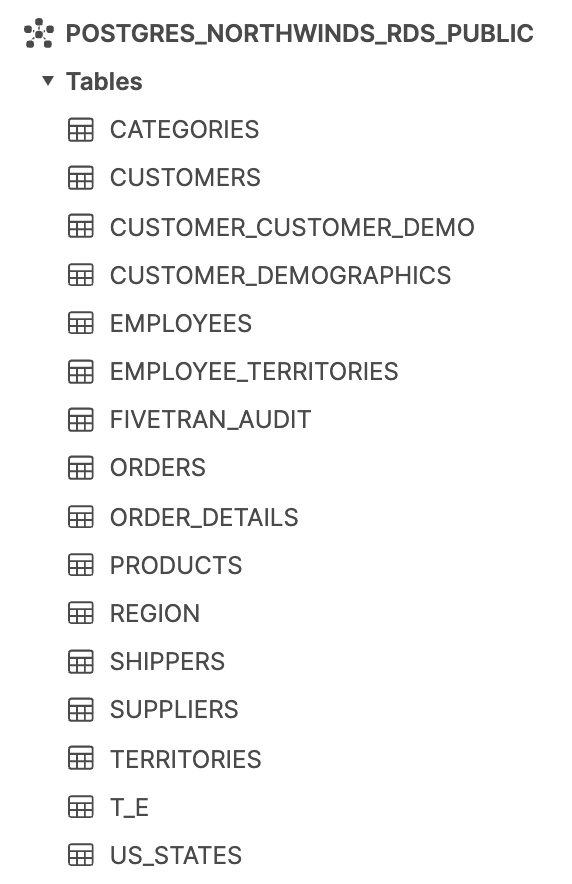 POSTGRES_NORTHWINDS_RDS_PUBLIC
Tables
CATEGORIES
CUSTOMERS
CUSTOMER_CUSTOMER_DEMO
CUSTOMER_DEMOGRAPHICS
EMPLOYEES
EMPLOYEE_TERRITORIES
FIVETRAN_AUDIT
ORDERS
ORDER_DETAILS
PRODUCTS
REGION
SHIPPERS
SUPPLIERS
TERRITORIES
T_E
US_STATES